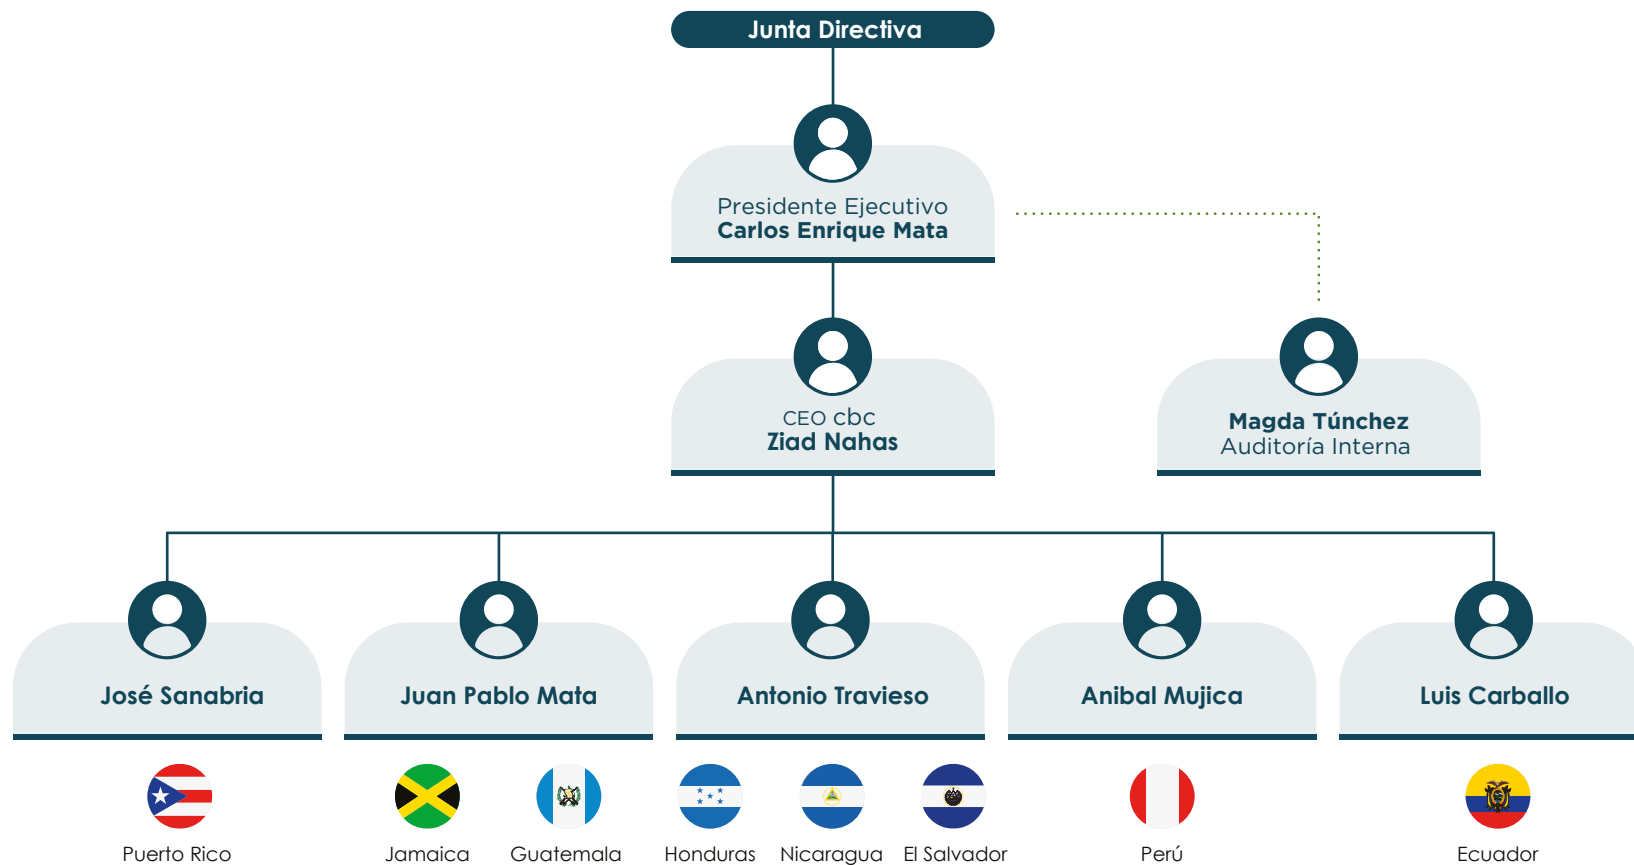 Junta Directiva
Presidente Ejecutivo
Carlos Enrique Mata
CEO cbc
Ziad Nahas
Magda Túnchez
Auditoría Interna
José Sanabria
Juan Pablo Mata
Antonio Travieso
Anibal Mujica
Luis Carballo
Puerto Rico
Jamaica
Guatemala
Honduras
Nicaragua
El Salvador
Perú
Ecuador